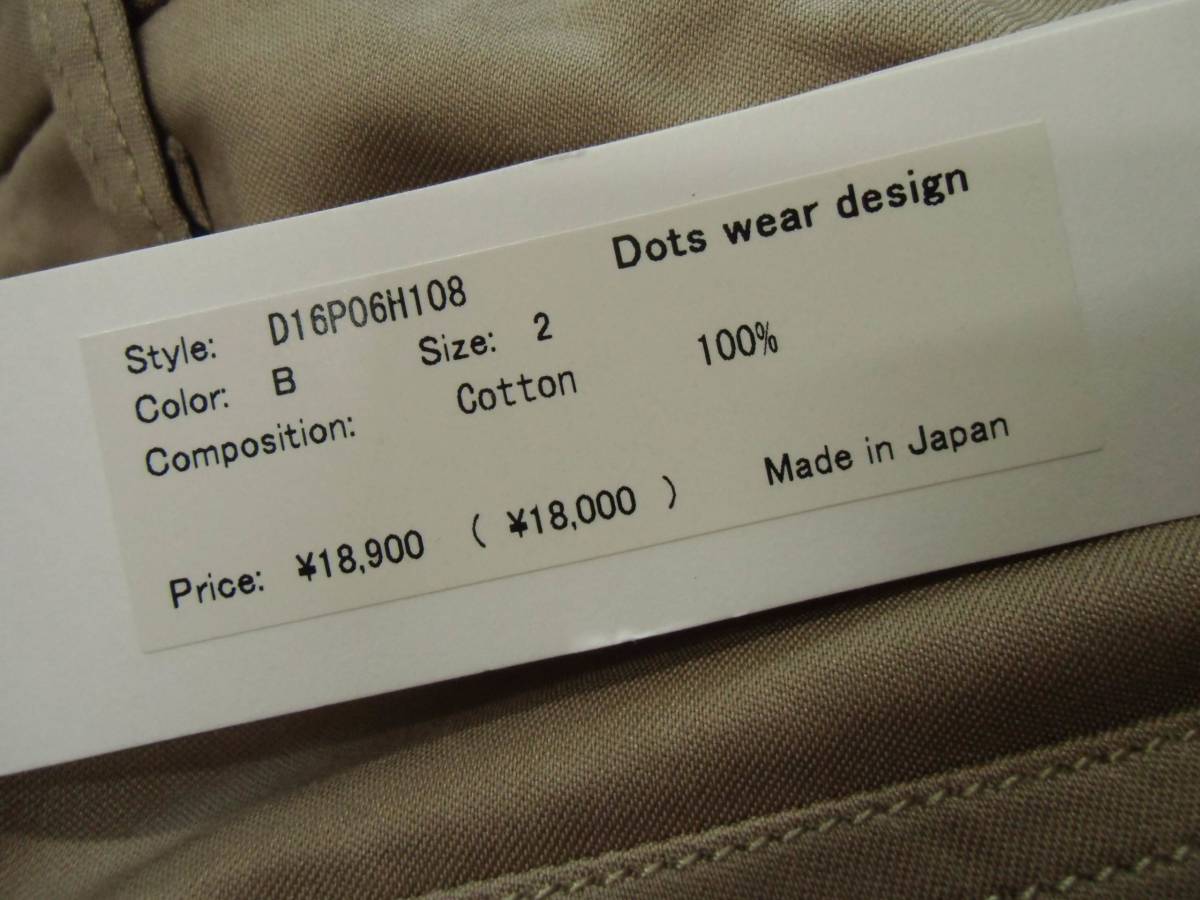 Dots wear design
Style: D16P06H108
Color: B Size: 2
Composition: Cotton 100%
Price: ¥18,900 ( ¥18,000 ) Made in Japan